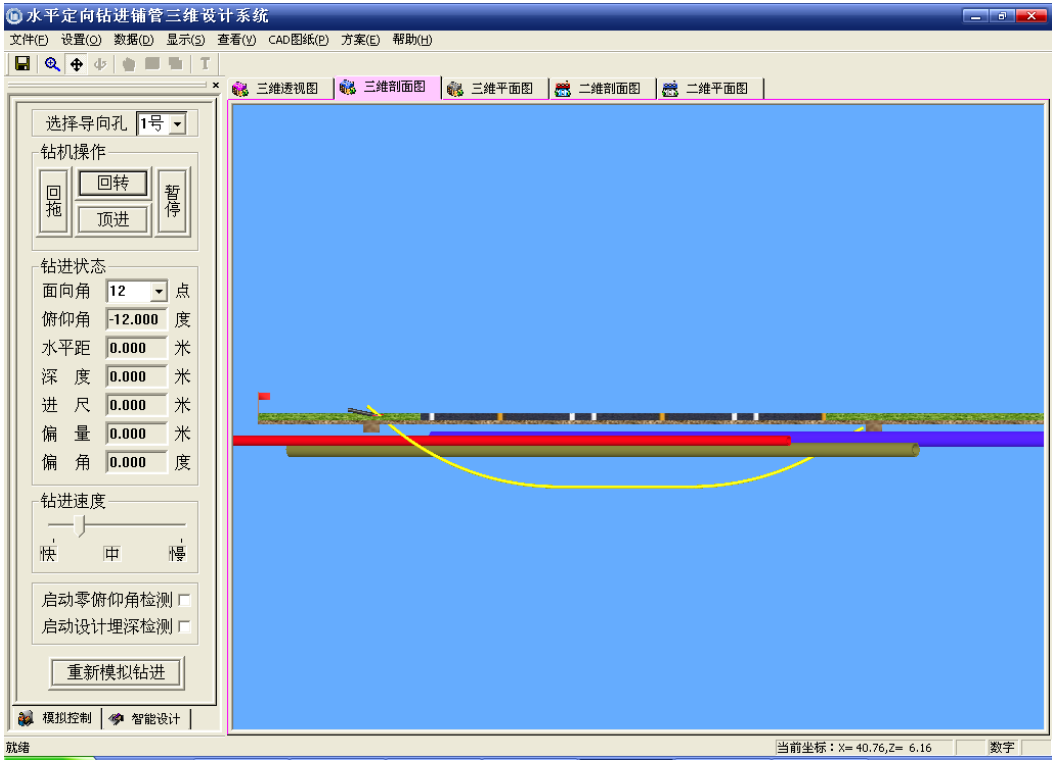 水平定向钻进铺管三维设计系统
文件(F) 设置(O) 数据(D) 显示(S) 查看(V) CAD图纸(P) 方案(E) 帮助(H)
三维透视图 三维剖面图 三维平面图 二维剖面图 二维平面图
选择导向孔 1号
钻机操作
回拖 回转 顶进 暂停
钻进状态
面向角 12 点
俯仰角 -12.000 度
水平距 0.000 米
深 度 0.000 米
进 尺 0.000 米
偏 量 0.000 米
偏 角 0.000 度
钻进速度
快 中 慢
启动零俯仰角检测
启动设计埋深检测
重新模拟钻进
模拟控制 智能设计
就绪 当前坐标：X= 40.76,Z= 6.16 数字